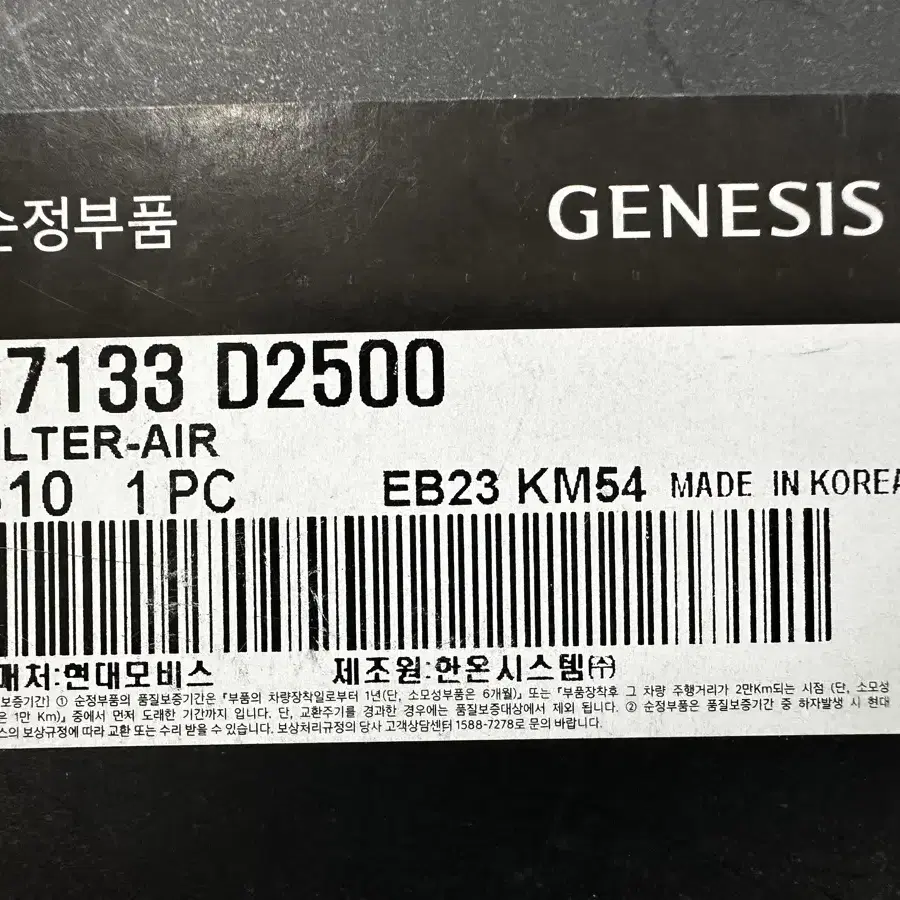 순정부품 GENESIS
7133 D2500
LTER-AIR
10 1 PC EB23 KM54 MADE IN KOREA
매처:현대모비스 제조원:한온시스템㈜
보증기간] ① 순정부품의 품질보증기간은 「부품의 차량장착일로부터 1년(단, 소모성부품은 6개월)」 또는 「부품장착후 그 차량 주행거리가 2만Km되는 시점 (단, 소모성
은 1만 Km)」 중에서 먼저 도래한 기간까지 입니다. 단, 교환주기를 경과한 경우에는 품질보증대상에서 제외 됩니다. ② 순정부품은 품질보증기간 중 하자발생 시 현대
스의 보상규정에 따라 교환 또는 수리 받을 수 있습니다. 보상처리규정의 당사 고객상담센터 1588-7278로 문의 바랍니다.